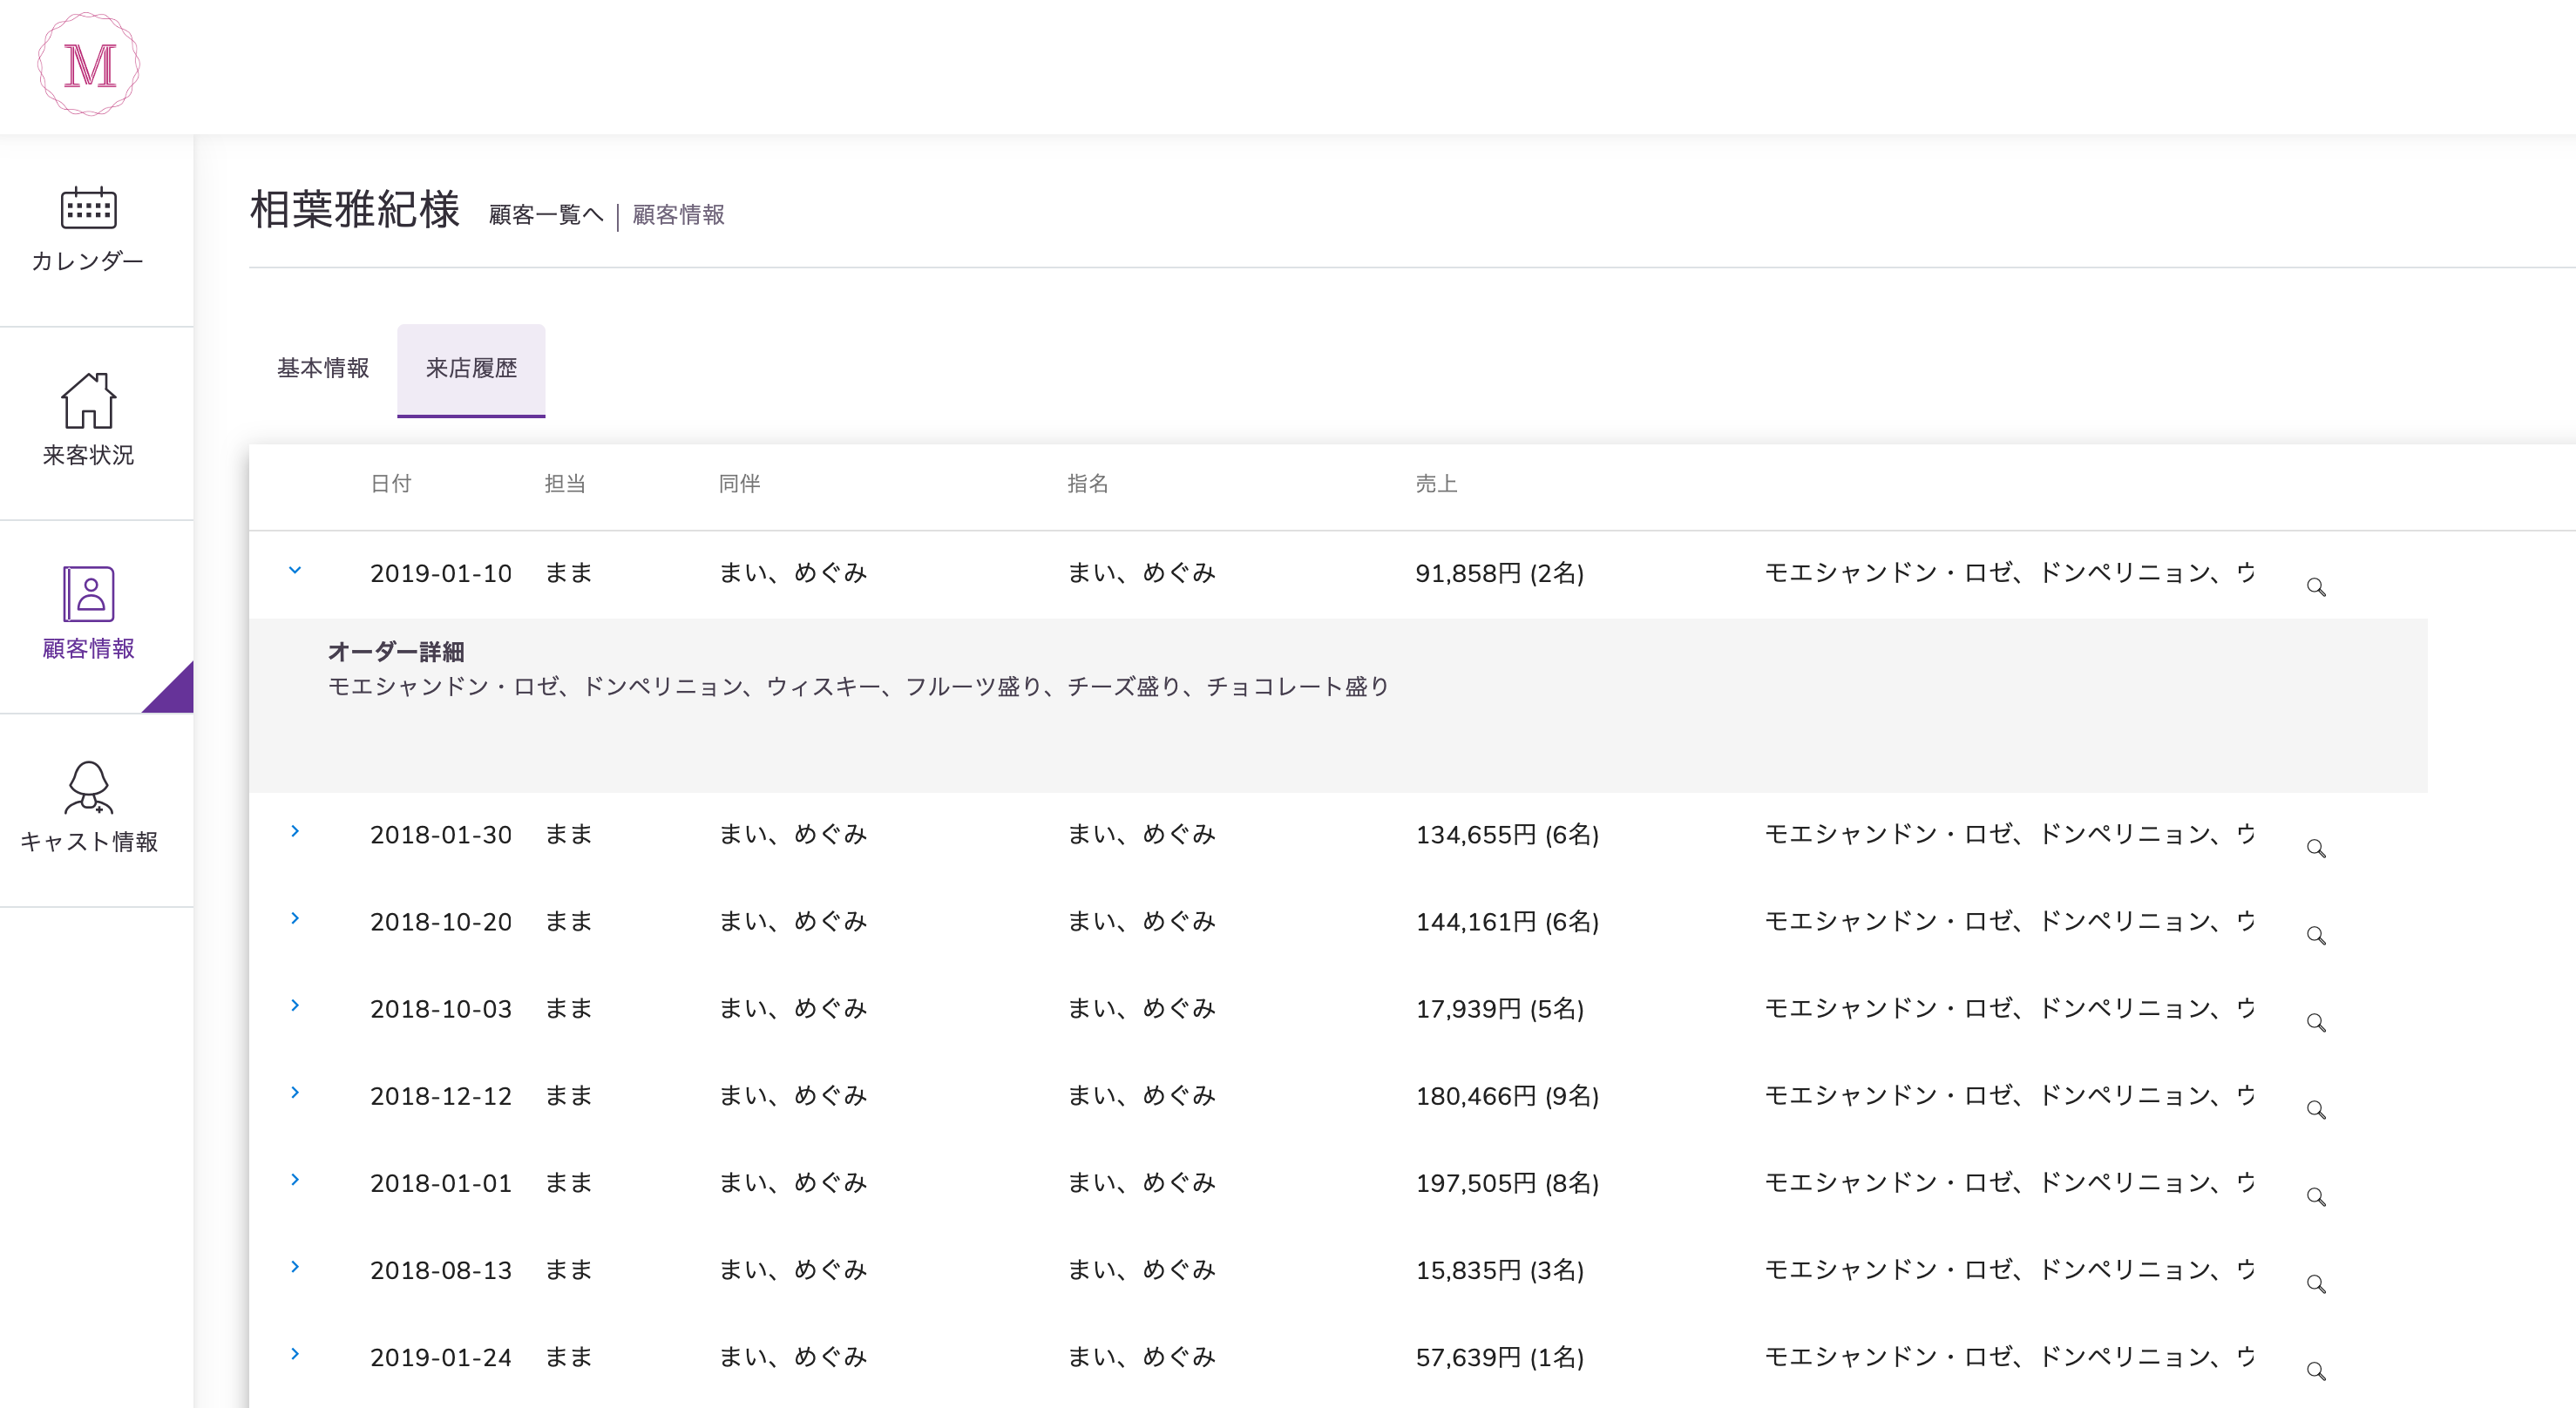 M
相葉雅紀様 顧客一覧へ | 顧客情報
カレンダー
来客状況
顧客情報
キャスト情報
基本情報 来店履歴
日付 担当 同伴 指名 売上
2019-01-10 まま まい、めぐみ まい、めぐみ 91,858円 (2名) モエシャンドン・ロゼ、ドンペリニョン、ウ
オーダー詳細
モエシャンドン・ロゼ、ドンペリニョン、ウィスキー、フルーツ盛り、チーズ盛り、チョコレート盛り
2018-01-30 まま まい、めぐみ まい、めぐみ 134,655円 (6名) モエシャンドン・ロゼ、ドンペリニョン、ウ
2018-10-20 まま まい、めぐみ まい、めぐみ 144,161円 (6名) モエシャンドン・ロゼ、ドンペリニョン、ウ
2018-10-03 まま まい、めぐみ まい、めぐみ 17,939円 (5名) モエシャンドン・ロゼ、ドンペリニョン、ウ
2018-12-12 まま まい、めぐみ まい、めぐみ 180,466円 (9名) モエシャンドン・ロゼ、ドンペリニョン、ウ
2018-01-01 まま まい、めぐみ まい、めぐみ 197,505円 (8名) モエシャンドン・ロゼ、ドンペリニョン、ウ
2018-08-13 まま まい、めぐみ まい、めぐみ 15,835円 (3名) モエシャンドン・ロゼ、ドンペリニョン、ウ
2019-01-24 まま まい、めぐみ まい、めぐみ 57,639円 (1名) モエシャンドン・ロゼ、ドンペリニョン、ウ